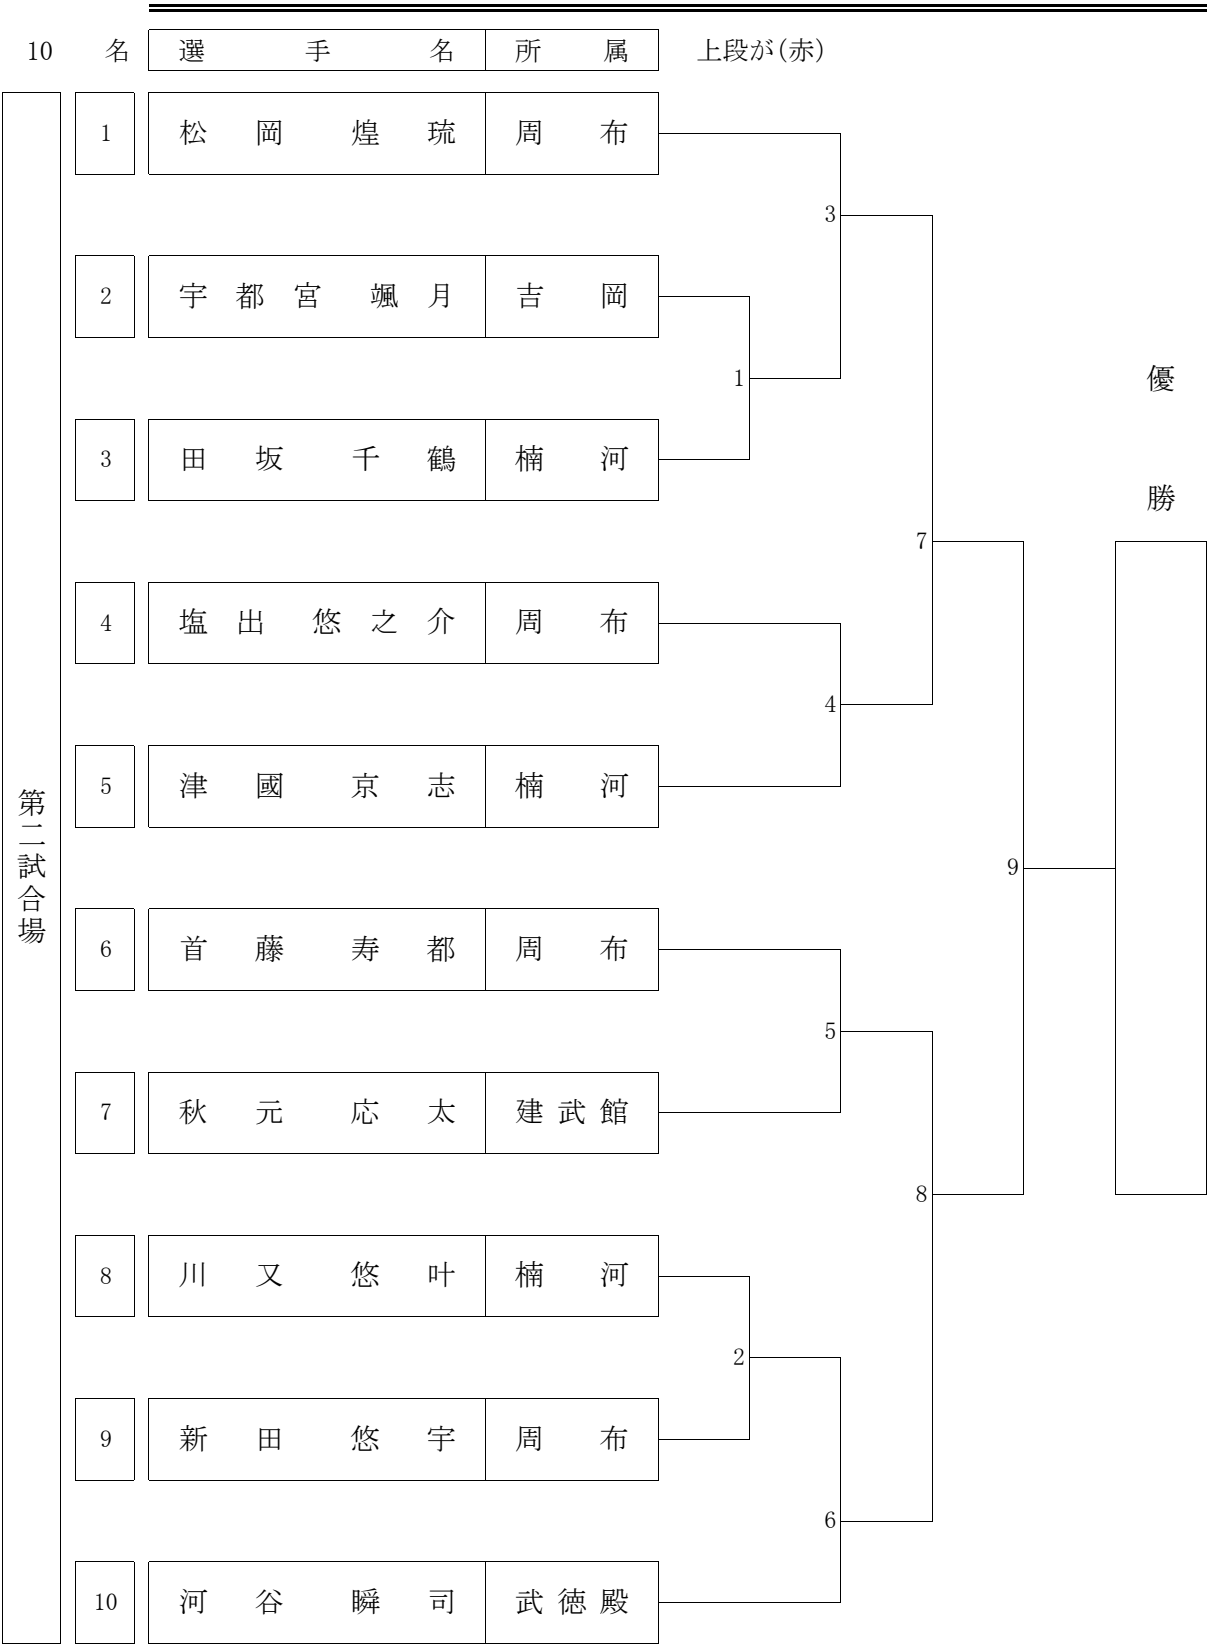 10 名 選手名 所属 上段が(赤)
1 松岡 煌琉 周布
3
2 宇都宮 颯月 吉岡
1
優勝
3 田坂 千鶴 楠河
7
4 塩出 悠之介 周布
4
5 津國 京志 楠河
第二試合場
9
6 首藤 寿都 周布
5
7 秋元 応太 建武館
8
8 川又 悠叶 楠河
2
9 新田 悠宇 周布
6
10 河谷 瞬司 武徳殿